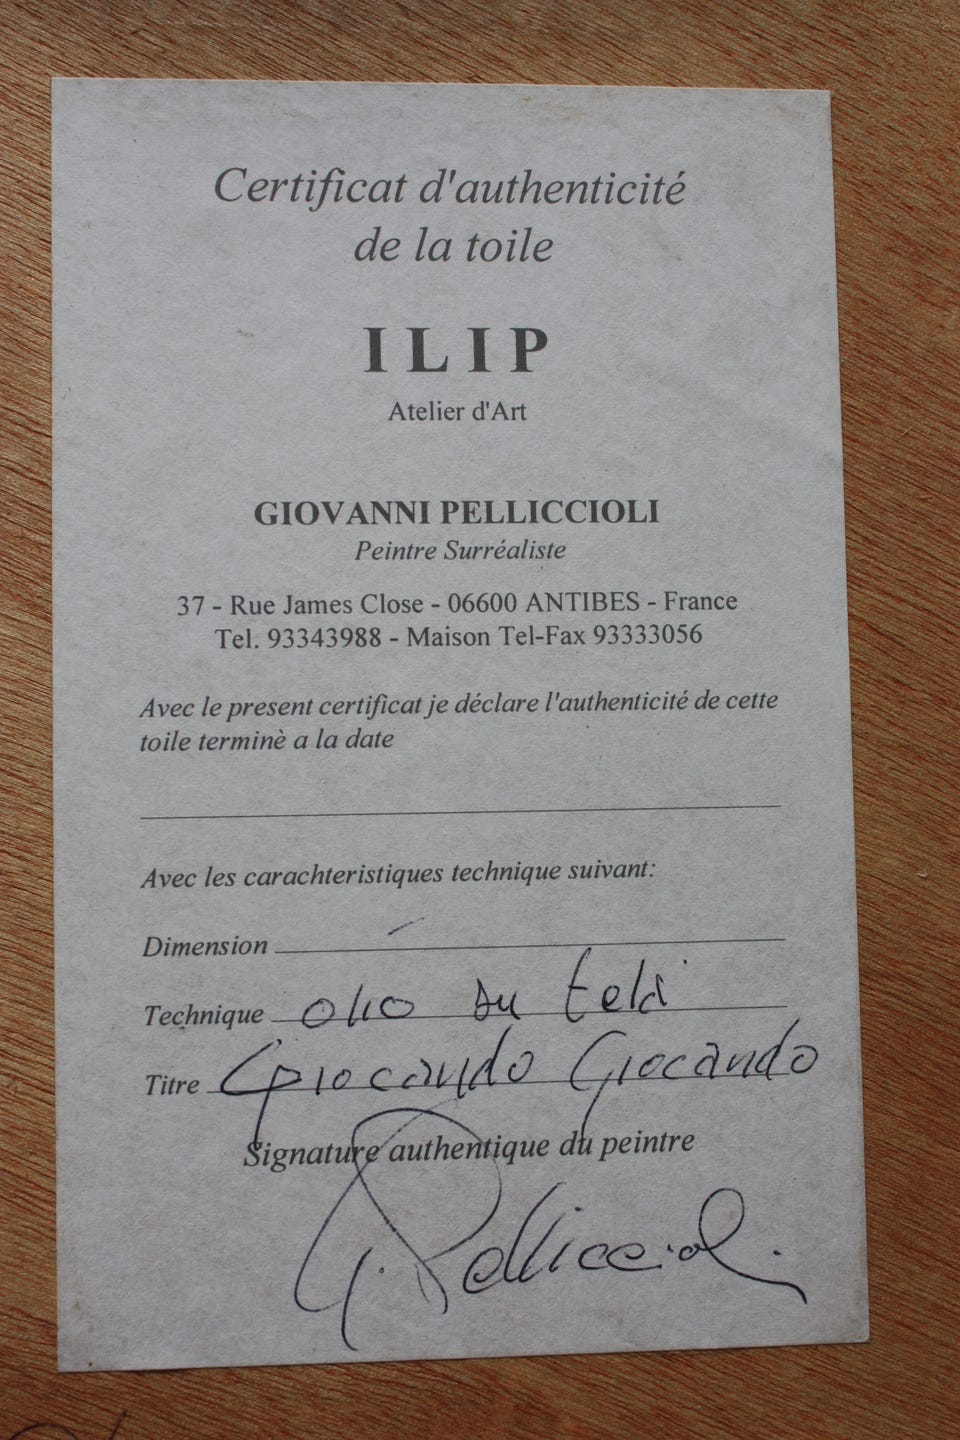 Certificat d'authenticité
de la toile
ILIP
Atelier d'Art
GIOVANNI PELLICCIOLI
Peintre Surréaliste
37 - Rue James Close - 06600 ANTIBES - France
Tel. 93343988 - Maison Tel-Fax 93333056
Avec le present certificat je déclare l'authenticité de cette
toile terminè a la date
Avec les carachteristiques technique suivant:
Dimension
Technique olio su tela
Titre Giocando Giocando
Signature authentique du peintre
G. Pelliccioli